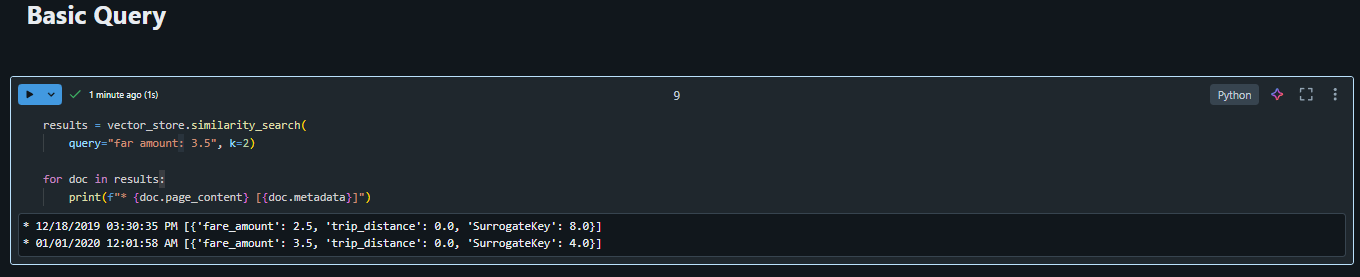 Basic Query
1 minute ago (1s)
9
Python
results = vector_store.similarity_search(
query="far amount: 3.5", k=2)
for doc in results:
print(f"* {doc.page_content} [{doc.metadata}]")
* 12/18/2019 03:30:35 PM [{'fare_amount': 2.5, 'trip_distance': 0.0, 'SurrogateKey': 8.0}]
* 01/01/2020 12:01:58 AM [{'fare_amount': 3.5, 'trip_distance': 0.0, 'SurrogateKey': 4.0}]